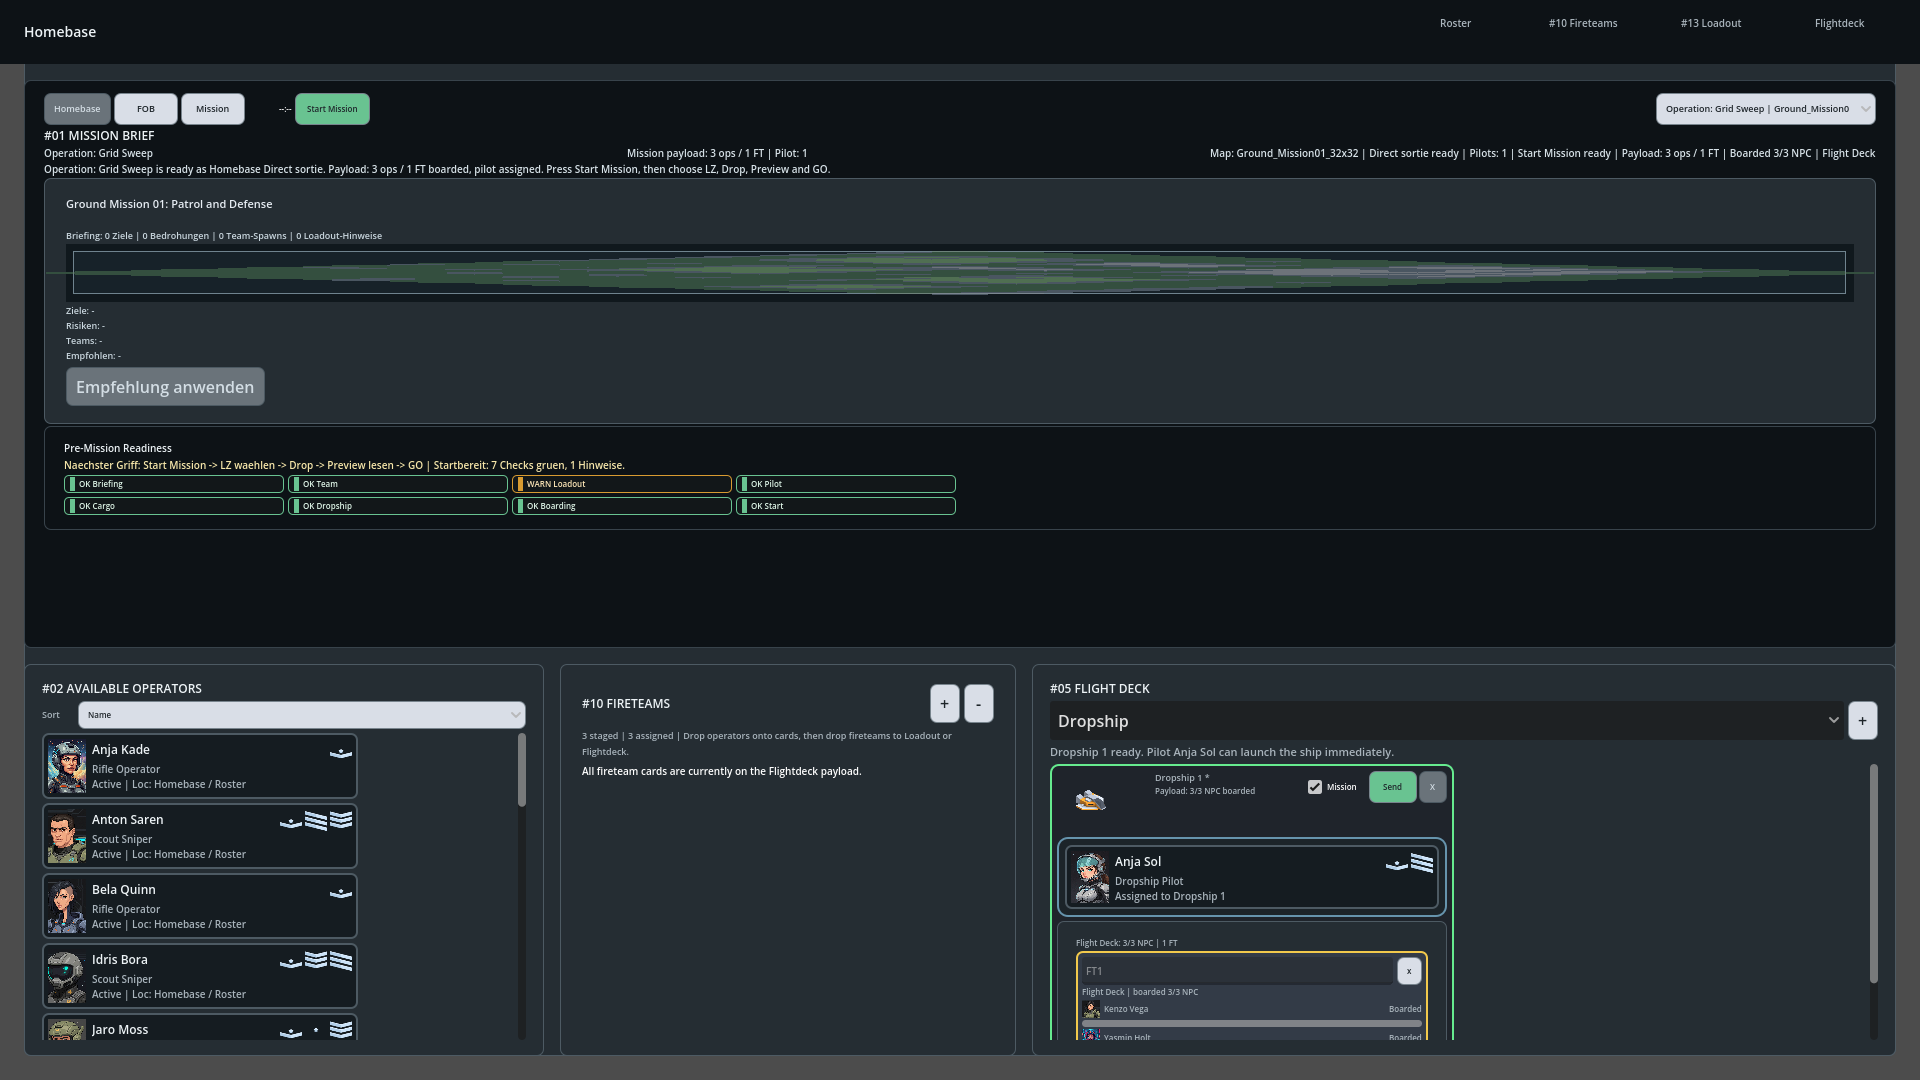 Homebase
Roster
#10 Fireteams
#13 Loadout
Flightdeck
Homebase
FOB
Mission
--:--
Start Mission
Operation: Grid Sweep | Ground_Mission0
#01 MISSION BRIEF
Operation: Grid Sweep
Mission payload: 3 ops / 1 FT | Pilot: 1
Map: Ground_Mission01_32x32 | Direct sortie ready | Pilots: 1 | Start Mission ready | Payload: 3 ops / 1 FT | Boarded 3/3 NPC | Flight Deck
Operation: Grid Sweep is ready as Homebase Direct sortie. Payload: 3 ops / 1 FT boarded, pilot assigned. Press Start Mission, then choose LZ, Drop, Preview and GO.
Ground Mission 01: Patrol and Defense
Briefing: 0 Ziele | 0 Bedrohungen | 0 Team-Spawns | 0 Loadout-Hinweise
Ziele: -
Risiken: -
Teams: -
Empfohlen: -
Empfehlung anwenden
Pre-Mission Readiness
Naechster Griff: Start Mission -> LZ waehlen -> Drop -> Preview lesen -> GO | Startbereit: 7 Checks gruen, 1 Hinweise.
OK Briefing
OK Team
WARN Loadout
OK Pilot
OK Cargo
OK Dropship
OK Boarding
OK Start
#02 AVAILABLE OPERATORS
Sort
Name
Anja Kade
Rifle Operator
Active | Loc: Homebase / Roster
Anton Saren
Scout Sniper
Active | Loc: Homebase / Roster
Bela Quinn
Rifle Operator
Active | Loc: Homebase / Roster
Idris Bora
Scout Sniper
Active | Loc: Homebase / Roster
Jaro Moss
#10 FIRETEAMS
+
-
3 staged | 3 assigned | Drop operators onto cards, then drop fireteams to Loadout or
Flightdeck.
All fireteam cards are currently on the Flightdeck payload.
#05 FLIGHT DECK
Dropship
+
Dropship 1 ready. Pilot Anja Sol can launch the ship immediately.
Dropship 1 *
Payload: 3/3 NPC boarded
Mission
Send
X
Anja Sol
Dropship Pilot
Assigned to Dropship 1
Flight Deck: 3/3 NPC | 1 FT
FT1
x
Flight Deck | boarded 3/3 NPC
Kenzo Vega
Boarded
Yasmin Holt
Boarded